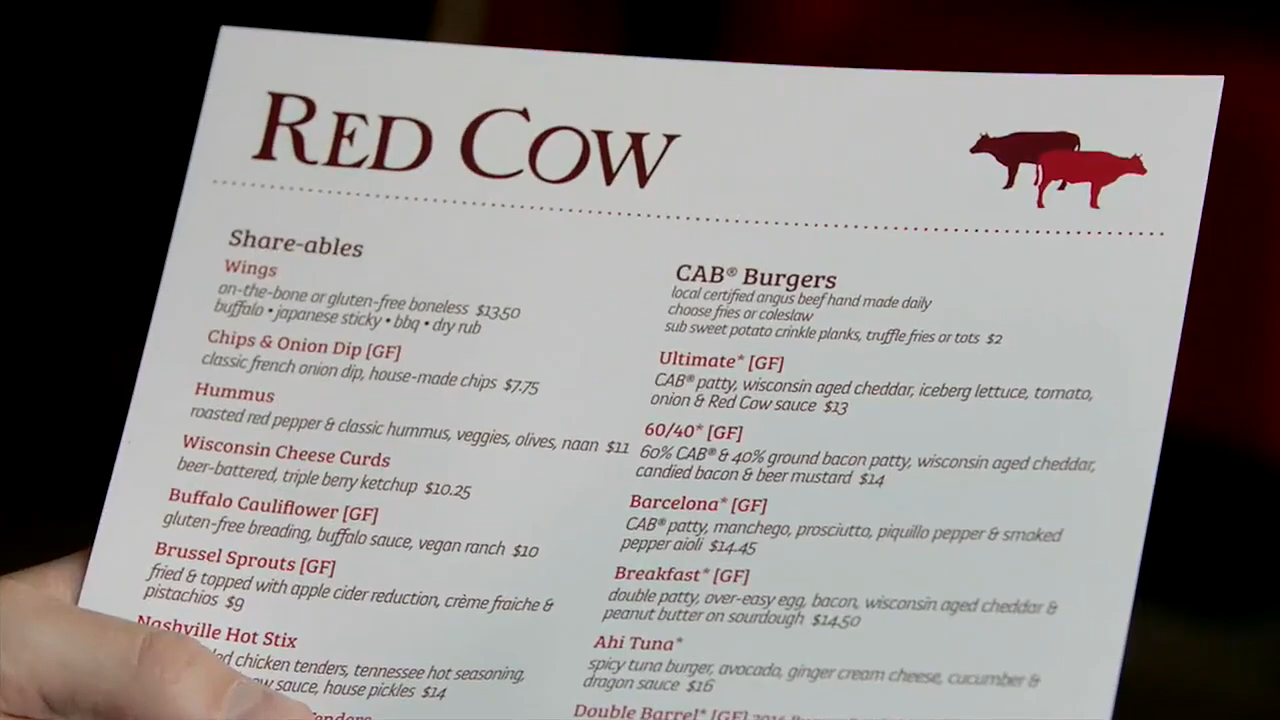 RED COW
Share-ables
Wings
on-the-bone or gluten-free boneless $13.50
buffalo • japanese sticky • bbq • dry rub
Chips & Onion Dip [GF]
classic french onion dip, house-made chips $7.75
Hummus
roasted red pepper & classic hummus, veggies, olives, naan $11
Wisconsin Cheese Curds
beer-battered, triple berry ketchup $10.25
Buffalo Cauliflower [GF]
gluten-free breading, buffalo sauce, vegan ranch $10
Brussel Sprouts [GF]
fried & topped with apple cider reduction, crème fraiche &
pistachios $9
Nashville Hot Stix
chicken tenders, tennessee hot seasoning,
sauce, house pickles $14
CAB® Burgers
local certified angus beef hand made daily
choose fries or coleslaw
sub sweet potato crinkle planks, truffle fries or tots $2
Ultimate* [GF]
CAB® patty, wisconsin aged cheddar, iceberg lettuce, tomato,
onion & Red Cow sauce $13
60/40* [GF]
60% CAB® & 40% ground bacon patty, wisconsin aged cheddar,
candied bacon & beer mustard $14
Barcelona* [GF]
CAB® patty, manchego, prosciutto, piquillo pepper & smoked
pepper aioli $14.45
Breakfast* [GF]
double patty, over-easy egg, bacon, wisconsin aged cheddar &
peanut butter on sourdough $14.50
Ahi Tuna*
spicy tuna burger, avocado, ginger cream cheese, cucumber &
dragon sauce $16
Double Barrel* [GF]